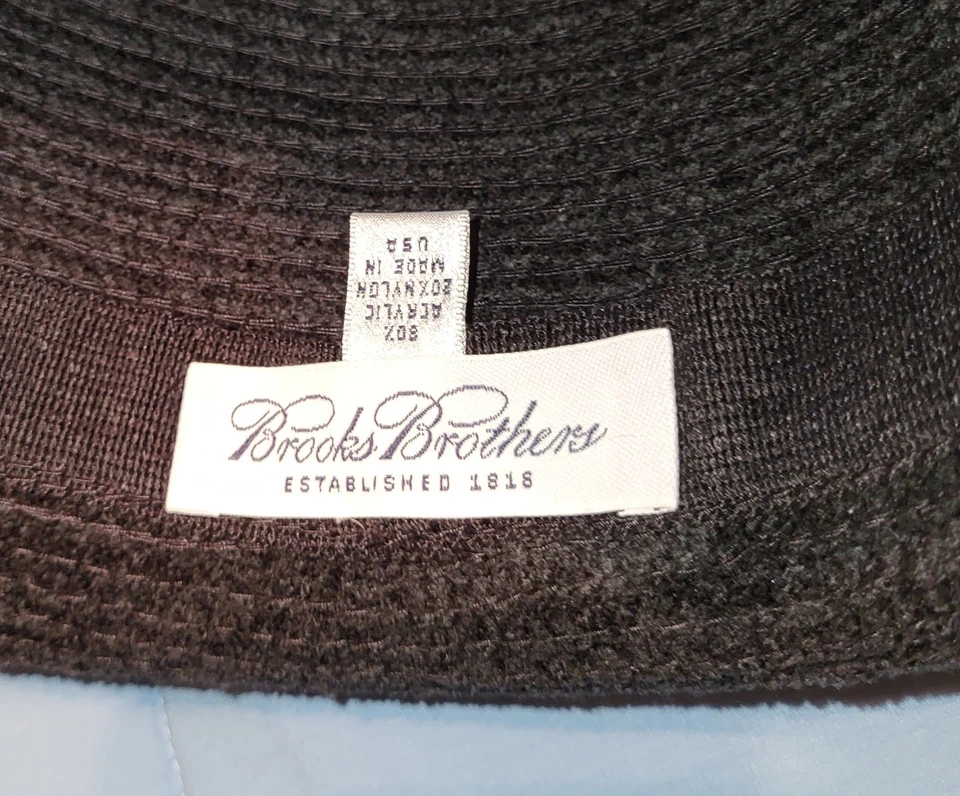 80%
ACRYLIC
20%NYLON
MADE IN
USA
Brooks Brothers
ESTABLISHED 1818